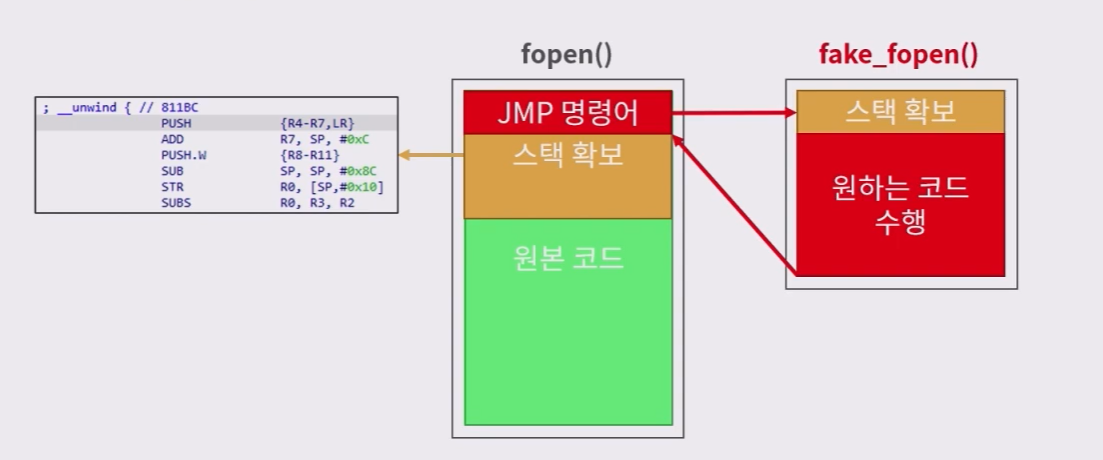 fopen()
fake_fopen()
; __unwind { // 811BC
PUSH {R4-R7,LR}
ADD R7, SP, #0xC
PUSH.W {R8-R11}
SUB SP, SP, #0x8C
STR R0, [SP,#0x10]
SUBS R0, R3, R2
JMP 명령어
스택 확보
원본 코드
스택 확보
원하는 코드
수행